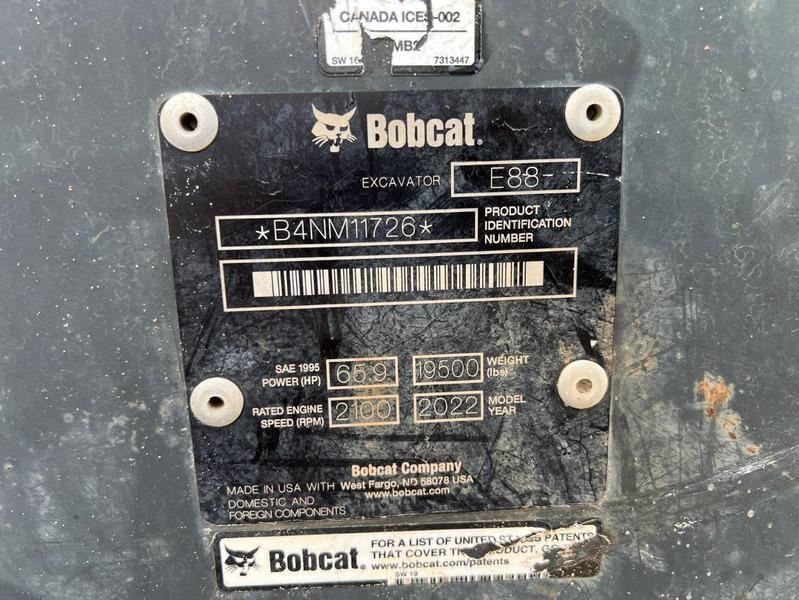 CANADA ICES-002
MB2
7313447
Bobcat.
EXCAVATOR E88-
*B4NM11726* PRODUCT
IDENTIFICATION
NUMBER
SAE 1995
POWER (HP) 65.9 19500 WEIGHT
(lbs)
RATED ENGINE
SPEED (RPM) 2100 2022 MODEL
YEAR
Bobcat Company
West Fargo, ND 58078 USA
www.bobcat.com
MADE IN USA WITH
DOMESTIC AND
FOREIGN COMPONENTS
Bobcat.
FOR A LIST OF UNITED STATES PATENTS
THAT COVER PRODUCT,
www.bobcat.com/patents
SW 19